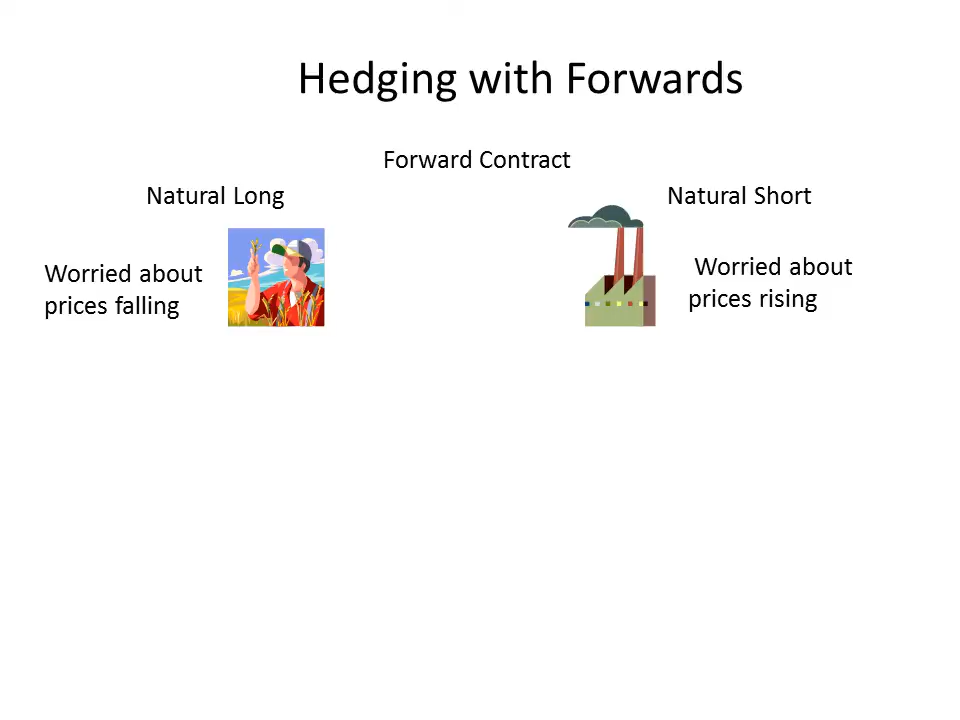 Hedging with Forwards
Forward Contract
Natural Long
Natural Short
Worried about
prices falling
Worried about
prices rising